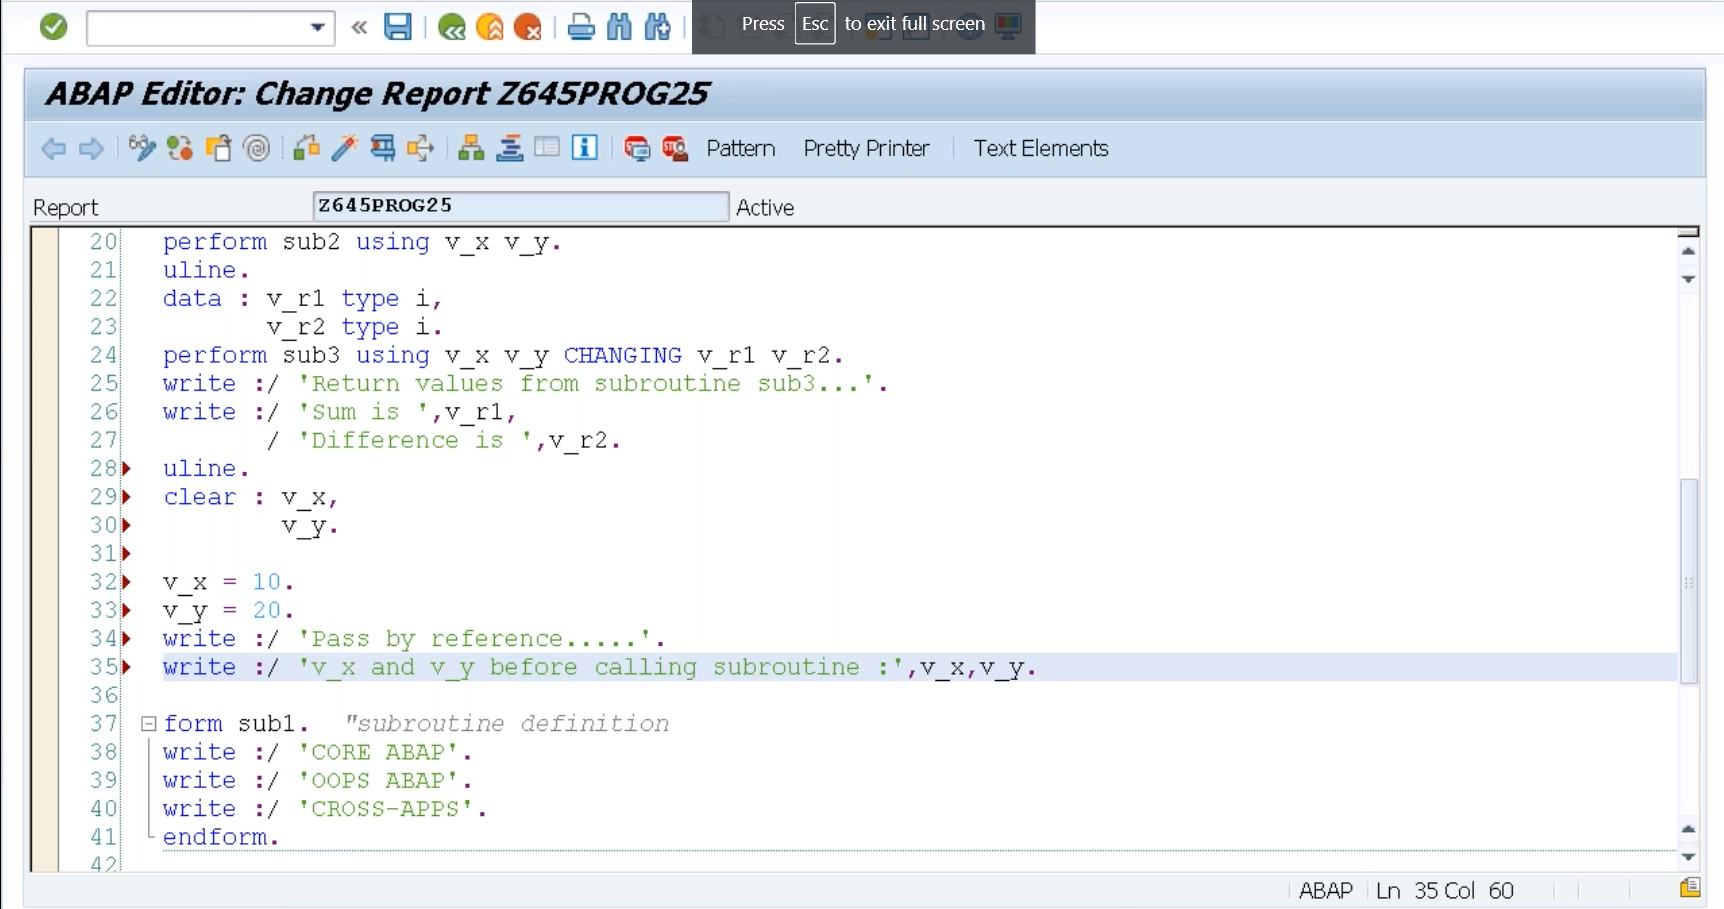 Press Esc to exit full screen
ABAP Editor: Change Report Z645PROG25
Pattern Pretty Printer Text Elements
Report Z645PROG25 Active
20 perform sub2 using v_x v_y.
21 uline.
22 data : v_r1 type i,
23 v_r2 type i.
24 perform sub3 using v_x v_y CHANGING v_r1 v_r2.
25 write :/ 'Return values from subroutine sub3...'.
26 write :/ 'Sum is ',v_r1,
27 / 'Difference is ',v_r2.
28 uline.
29 clear : v_x,
30 v_y.
31
32 v_x = 10.
33 v_y = 20.
34 write :/ 'Pass by reference.....'.
35 write :/ 'v_x and v_y before calling subroutine :',v_x,v_y.
36
37 form sub1. "subroutine definition
38 write :/ 'CORE ABAP'.
39 write :/ 'OOPS ABAP'.
40 write :/ 'CROSS-APPS'.
41 endform.
42
ABAP Ln 35 Col 60